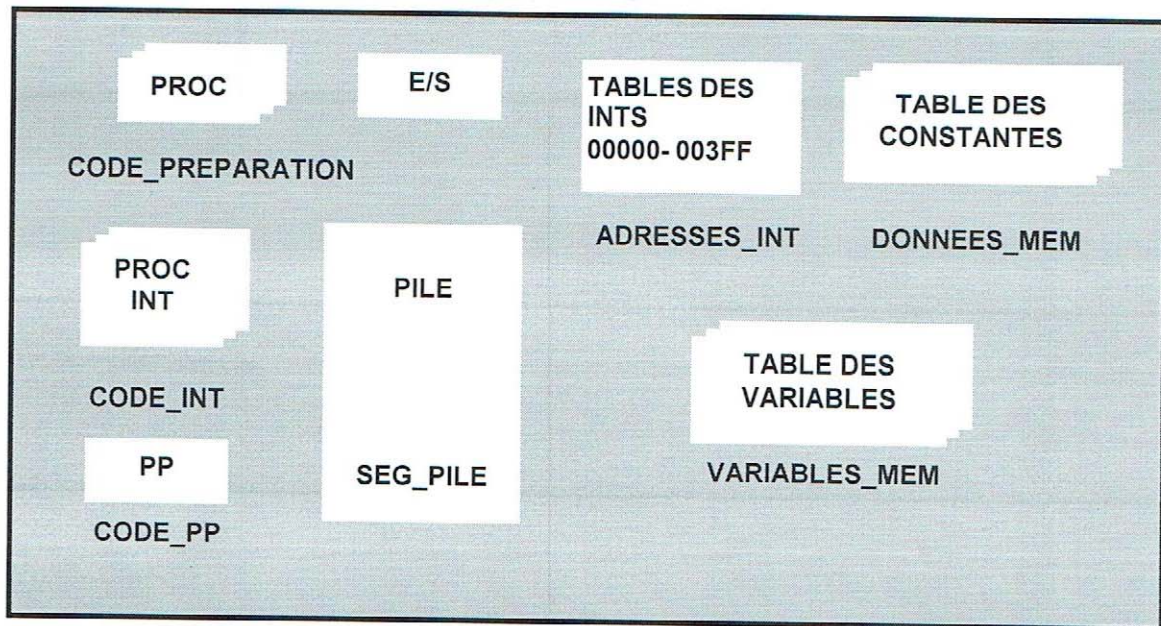 PROC
E/S
TABLES DES
INTS
00000- 003FF
TABLE DES
CONSTANTES
CODE_PREPARATION
ADRESSES_INT
DONNEES_MEM
PROC
INT
PILE
TABLE DES
VARIABLES
CODE_INT
PP
SEG_PILE
VARIABLES_MEM
CODE_PP